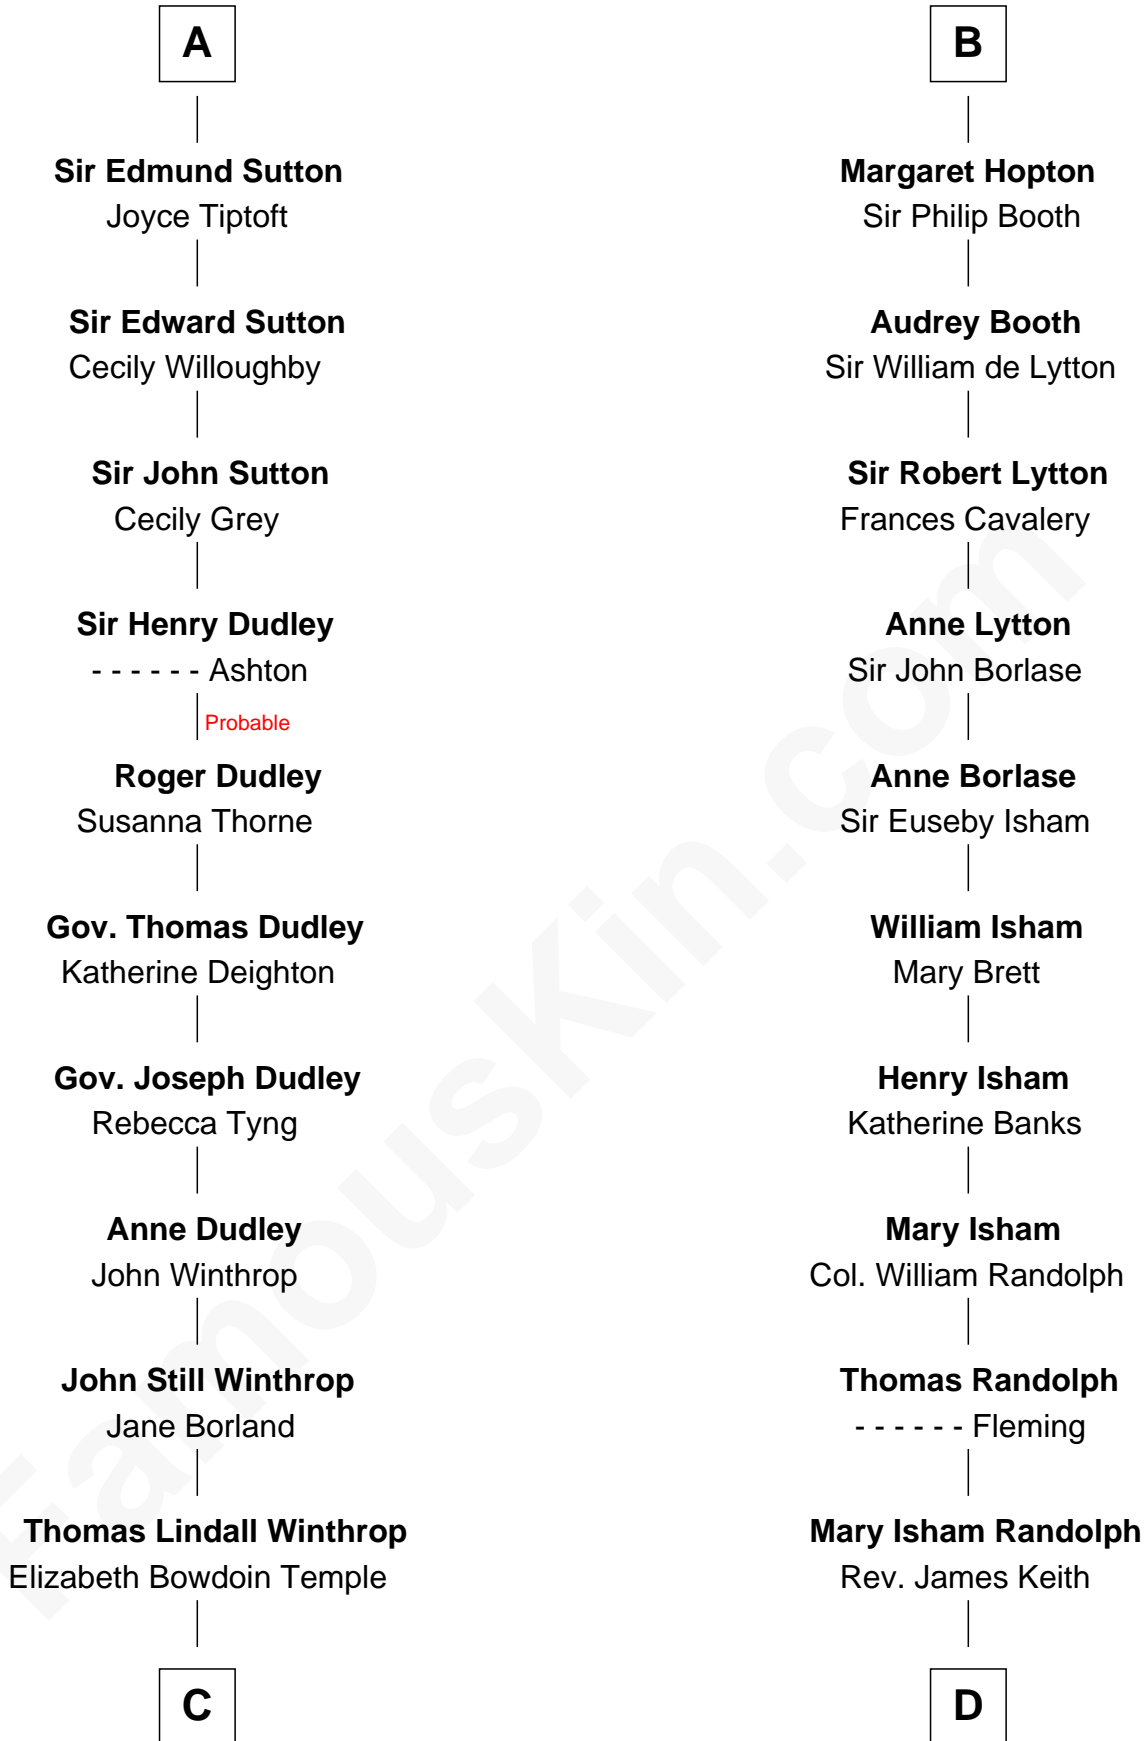 A
Sir Edmund Sutton
Joyce Tiptoft
Sir Edward Sutton
Cecily Willoughby
Sir John Sutton
Cecily Grey
Sir Henry Dudley
- - - - - - Ashton
Probable
Roger Dudley
Susanna Thorne
Gov. Thomas Dudley
Katherine Deighton
Gov. Joseph Dudley
Rebecca Tyng
Anne Dudley
John Winthrop
John Still Winthrop
Jane Borland
Thomas Lindall Winthrop
Elizabeth Bowdoin Temple
C
B
Margaret Hopton
Sir Philip Booth
Audrey Booth
Sir William de Lytton
Sir Robert Lytton
Frances Cavalery
Anne Lytton
Sir John Borlase
Anne Borlase
Sir Euseby Isham
William Isham
Mary Brett
Henry Isham
Katherine Banks
Mary Isham
Col. William Randolph
Thomas Randolph
- - - - - - Fleming
Mary Isham Randolph
Rev. James Keith
D
FamousKin.com